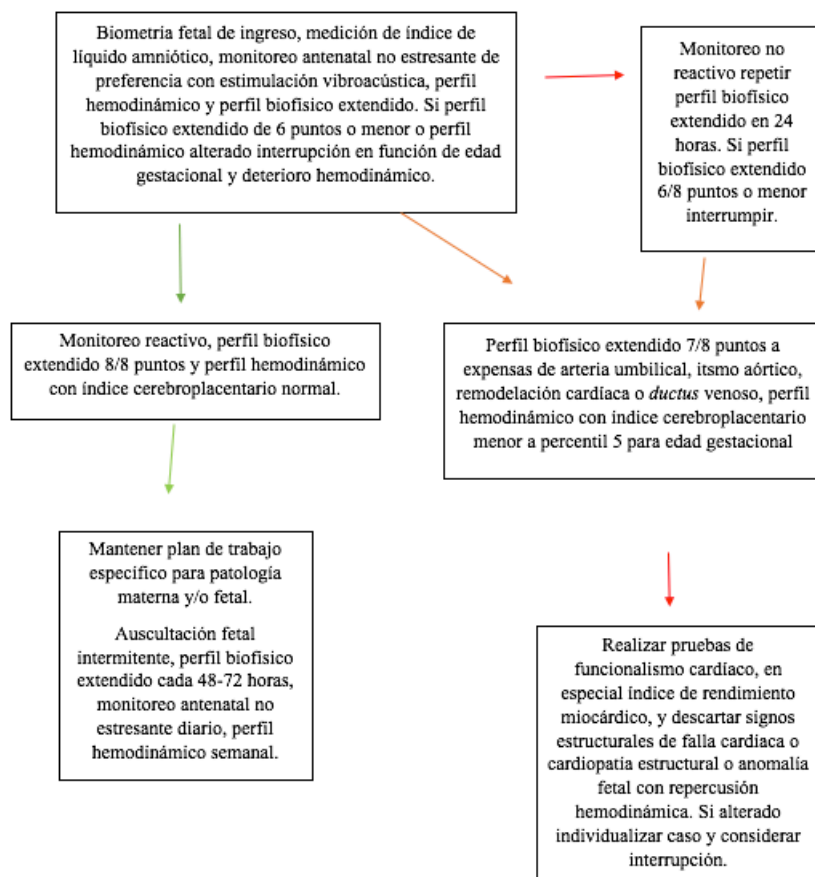 Biometría fetal de ingreso, medición de índice de
líquido amniótico, monitoreo antenatal no estresante de
preferencia con estimulación vibroacústica, perfil
hemodinámico y perfil biofísico extendido. Si perfil
biofísico extendido de 6 puntos o menor o perfil
hemodinámico alterado interrupción en función de edad
gestacional y deterioro hemodinámico.
Monitoreo no
reactivo repetir
perfil biofísico
extendido en 24
horas. Si perfil
biofísico extendido
6/8 puntos o menor
interrumpir.
Monitoreo reactivo, perfil biofísico
extendido 8/8 puntos y perfil hemodinámico
con índice cerebroplacentario normal.
Perfil biofísico extendido 7/8 puntos a
expensas de arteria umbilical, itsmo aórtico,
remodelación cardíaca o ductus venoso, perfil
hemodinámico con índice cerebroplacentario
menor a percentil 5 para edad gestacional
Mantener plan de trabajo
específico para patología
materna y/o fetal.
Auscultación fetal
intermitente, perfil biofísico
extendido cada 48-72 horas,
monitoreo antenatal no
estresante diario, perfil
hemodinámico semanal.
Realizar pruebas de
funcionalismo cardíaco, en
especial índice de rendimiento
miocárdico, y descartar signos
estructurales de falla cardíaca o
cardiopatía estructural o anomalía
fetal con repercusión
hemodinámica. Si alterado
individualizar caso y considerar
interrupción.